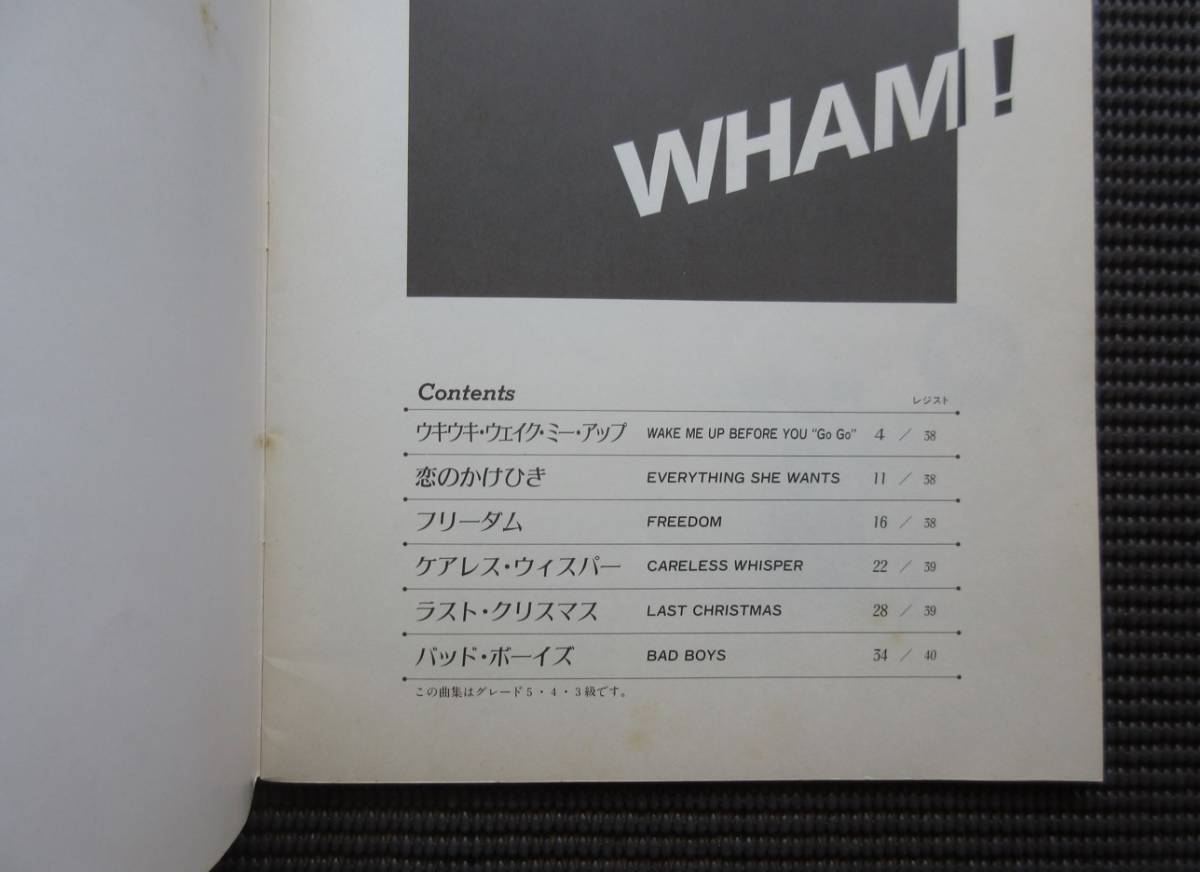 WHAM!
Contents
レジスト
ウキウキ・ウェイク・ミー・アップ WAKE ME UP BEFORE YOU "Go Go" 4 / 38
恋のかけひき EVERYTHING SHE WANTS 11 / 38
フリーダム FREEDOM 16 / 38
ケアレス・ウィスパー CARELESS WHISPER 22 / 39
ラスト・クリスマス LAST CHRISTMAS 28 / 39
バッド・ボーイズ BAD BOYS 34 / 40
この曲集はグレード5・4・3級です。